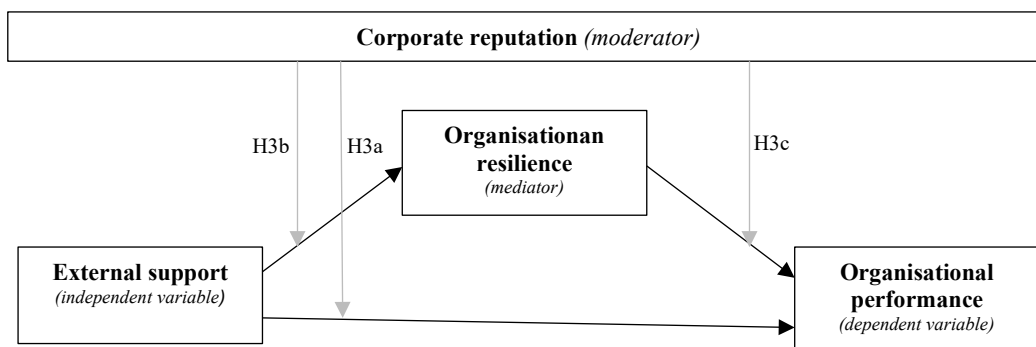 Corporate reputation (moderator)
H3b
H3a
Organisationan
resilience
(mediator)
H3c
External support
(independent variable)
Organisational
performance
(dependent variable)